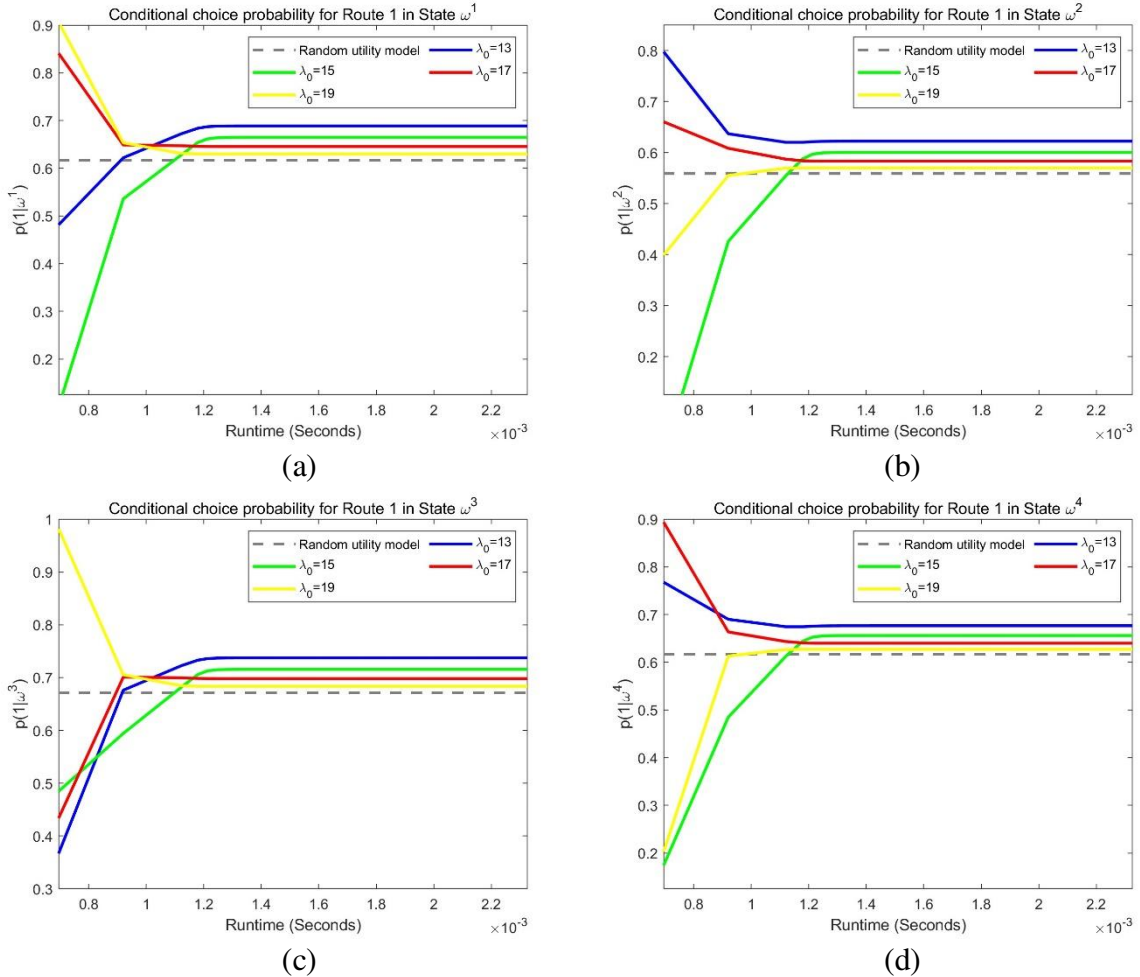 Conditional choice probability for Route 1 in State ω¹
Random utility model
λ₀=15
λ₀=19
λ₀=13
λ₀=17
0.9
0.8
0.7
0.6
0.5
0.4
0.3
0.2
p(1|ω¹)
0.8 1 1.2 1.4 1.6 1.8 2 2.2
Runtime (Seconds)
×10⁻³
(a)
Conditional choice probability for Route 1 in State ω²
Random utility model
λ₀=15
λ₀=19
λ₀=13
λ₀=17
0.8
0.7
0.6
0.5
0.4
0.3
0.2
p(1|ω²)
0.8 1 1.2 1.4 1.6 1.8 2 2.2
Runtime (Seconds)
×10⁻³
(b)
Conditional choice probability for Route 1 in State ω³
Random utility model
λ₀=15
λ₀=19
λ₀=13
λ₀=17
1
0.9
0.8
0.7
0.6
0.5
0.4
0.3
p(1|ω³)
0.8 1 1.2 1.4 1.6 1.8 2 2.2
Runtime (Seconds)
×10⁻³
(c)
Conditional choice probability for Route 1 in State ω⁴
Random utility model
λ₀=15
λ₀=19
λ₀=13
λ₀=17
0.9
0.8
0.7
0.6
0.5
0.4
0.3
0.2
p(1|ω⁴)
0.8 1 1.2 1.4 1.6 1.8 2 2.2
Runtime (Seconds)
×10⁻³
(d)